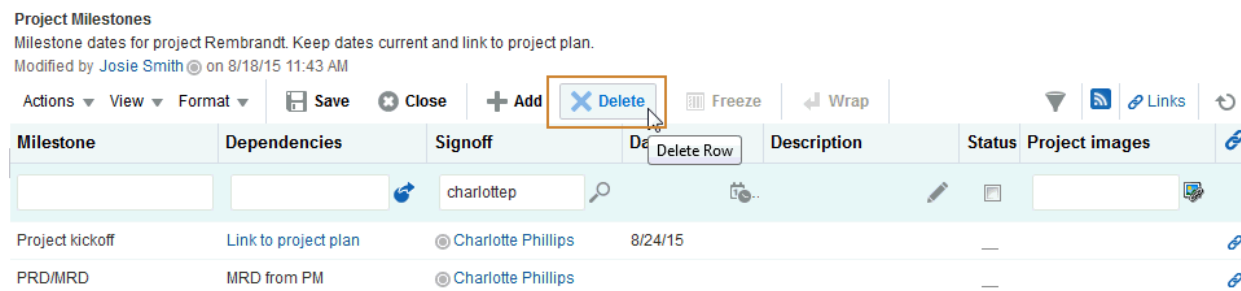 Project Milestones
Milestone dates for project Rembrandt. Keep dates current and link to project plan.
Modified by Josie Smith on 8/18/15 11:43 AM
Actions View Format Save Close Add Delete Freeze Wrap Links
Milestone Dependencies Signoff Da Description Status Project images
Delete Row
charlottep
Project kickoff Link to project plan Charlotte Phillips 8/24/15
PRD/MRD MRD from PM Charlotte Phillips